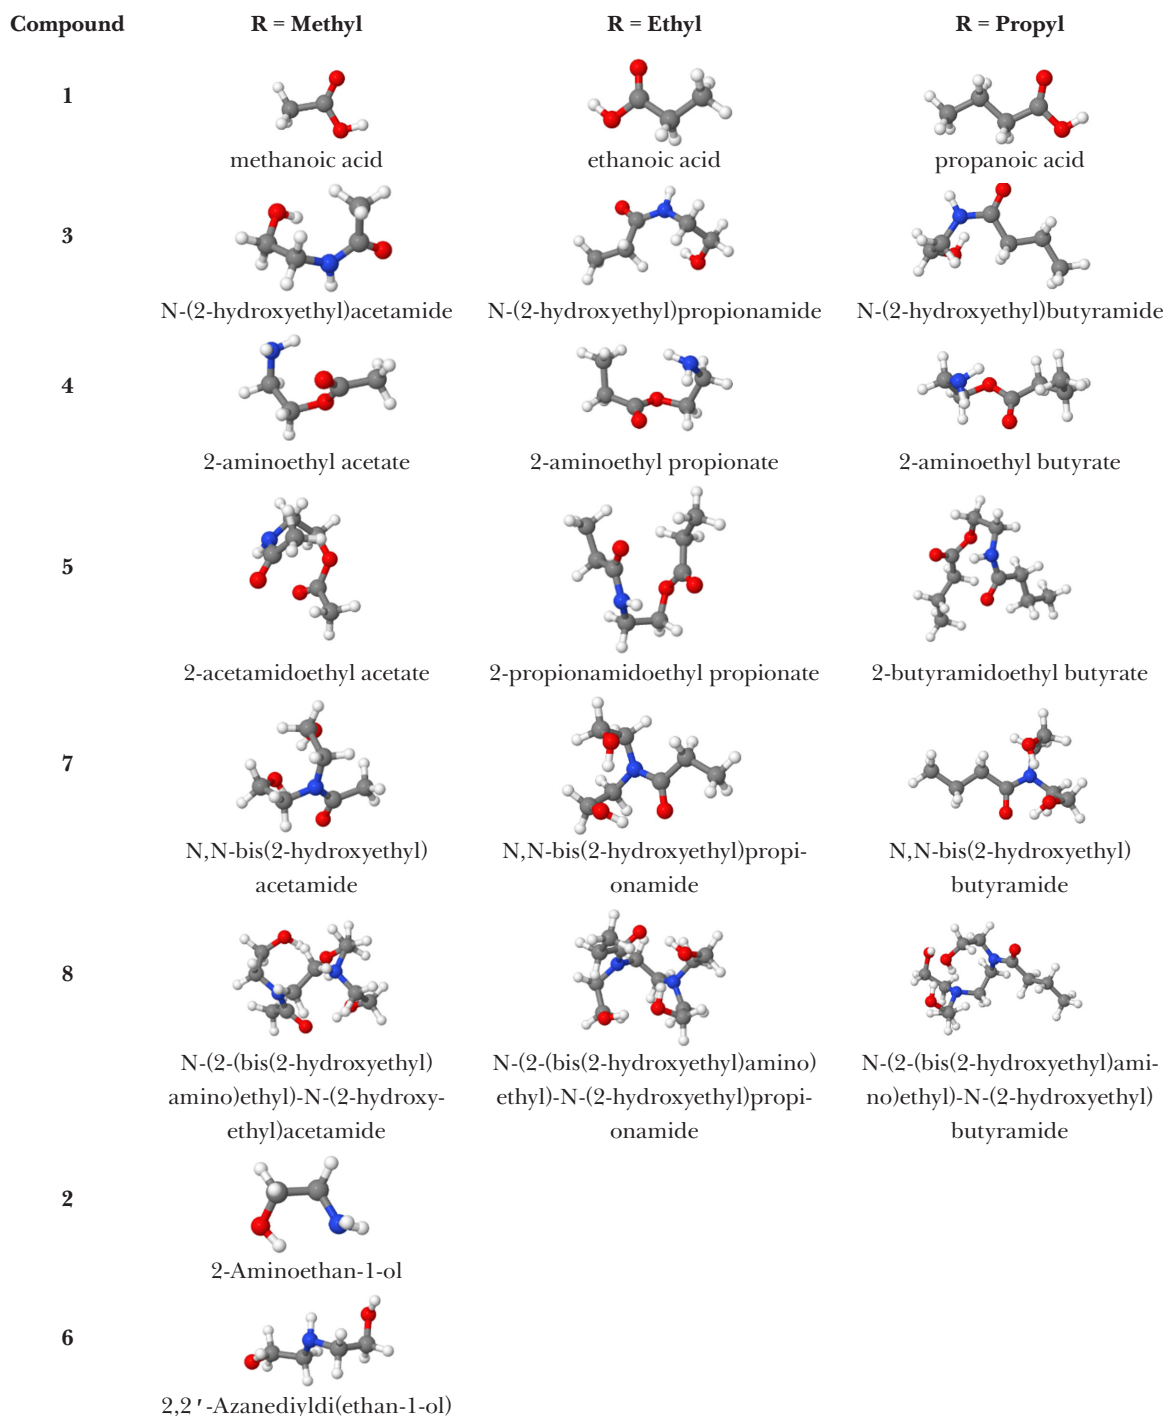 Compound R = Methyl R = Ethyl R = Propyl
1
methanoic acid ethanoic acid propanoic acid
3
N-(2-hydroxyethyl)acetamide N-(2-hydroxyethyl)propionamide N-(2-hydroxyethyl)butyramide
4
2-aminoethyl acetate 2-aminoethyl propionate 2-aminoethyl butyrate
5
2-acetamidoethyl acetate 2-propionamidoethyl propionate 2-butyramidoethyl butyrate
7
N,N-bis(2-hydroxyethyl) N,N-bis(2-hydroxyethyl)propi- N,N-bis(2-hydroxyethyl)
acetamide onamide butyramide
8
N-(2-(bis(2-hydroxyethyl) N-(2-(bis(2-hydroxyethyl)amino) N-(2-(bis(2-hydroxyethyl)ami-
amino)ethyl)-N-(2-hydroxy- ethyl)-N-(2-hydroxyethyl)propi- no)ethyl)-N-(2-hydroxyethyl)
ethyl)acetamide onamide butyramide
2
2-Aminoethan-1-ol
6
2,2′-Azanediyldi(ethan-1-ol)